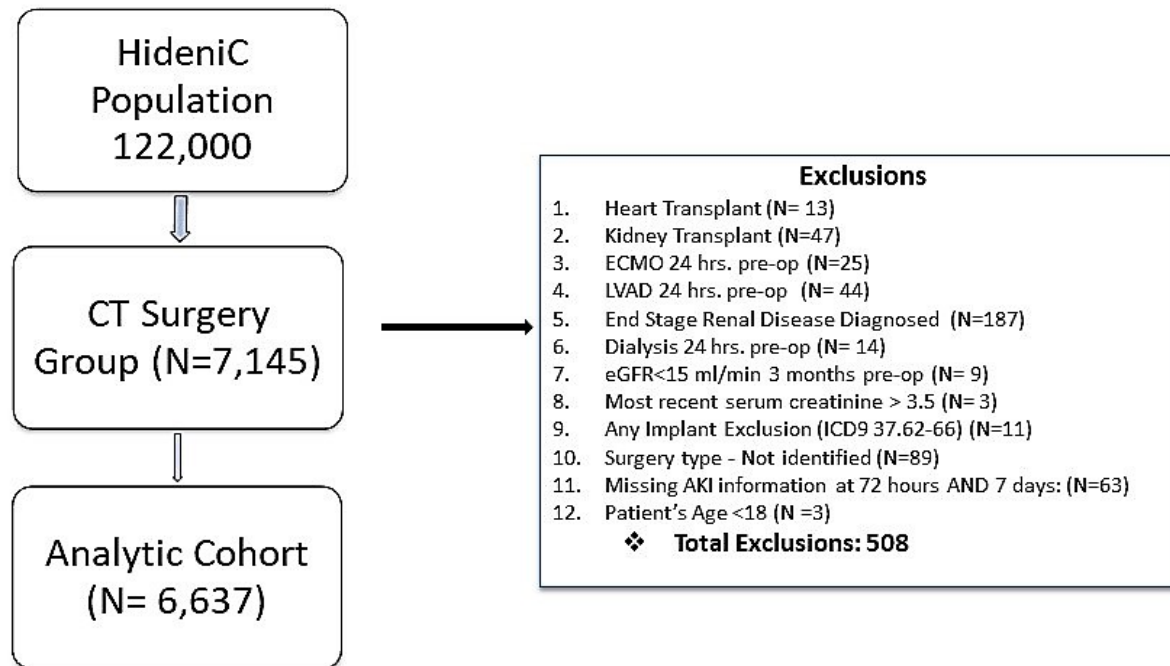 HideniC
Population
122,000
CT Surgery
Group (N=7,145)
Analytic Cohort
(N= 6,637)
Exclusions
1. Heart Transplant (N= 13)
2. Kidney Transplant (N=47)
3. ECMO 24 hrs. pre-op (N=25)
4. LVAD 24 hrs. pre-op (N= 44)
5. End Stage Renal Disease Diagnosed (N=187)
6. Dialysis 24 hrs. pre-op (N= 14)
7. eGFR<15 ml/min 3 months pre-op (N= 9)
8. Most recent serum creatinine > 3.5 (N= 3)
9. Any Implant Exclusion (ICD9 37.62-66) (N=11)
10. Surgery type - Not identified (N=89)
11. Missing AKI information at 72 hours AND 7 days: (N=63)
12. Patient's Age <18 (N =3)
❖ Total Exclusions: 508